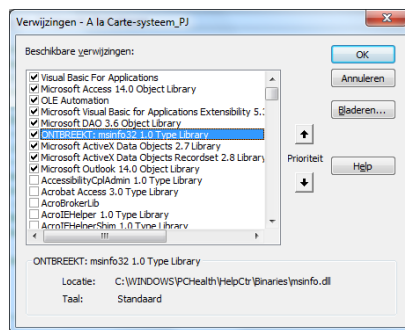 Verwijzingen - A la Carte-systeem_PJ
Beschikbare verwijzingen:
Visual Basic For Applications
Microsoft Access 14.0 Object Library
OLE Automation
Microsoft Visual Basic for Applications Extensibility 5.
Microsoft DAO 3.6 Object Library
ONTBREEKT: msinfo32 1.0 Type Library
Microsoft ActiveX Data Objects 2.7 Library
Microsoft ActiveX Data Objects Recordset 2.8 Library
Microsoft Outlook 14.0 Object Library
AccessibilityCplAdmin 1.0 Type Library
Acrobat Access 3.0 Type Library
AcroBrokerLib
AcroIEHelper 1.0 Type Library
AcroIEHelperShim 1.0 Type Library
OK
Annuleren
Bladeren...
Prioriteit
Help
ONTBREEKT: msinfo32 1.0 Type Library
Locatie: C:\WINDOWS\PCHealth\HelpCtr\Binaries\msinfo.dll
Taal: Standaard